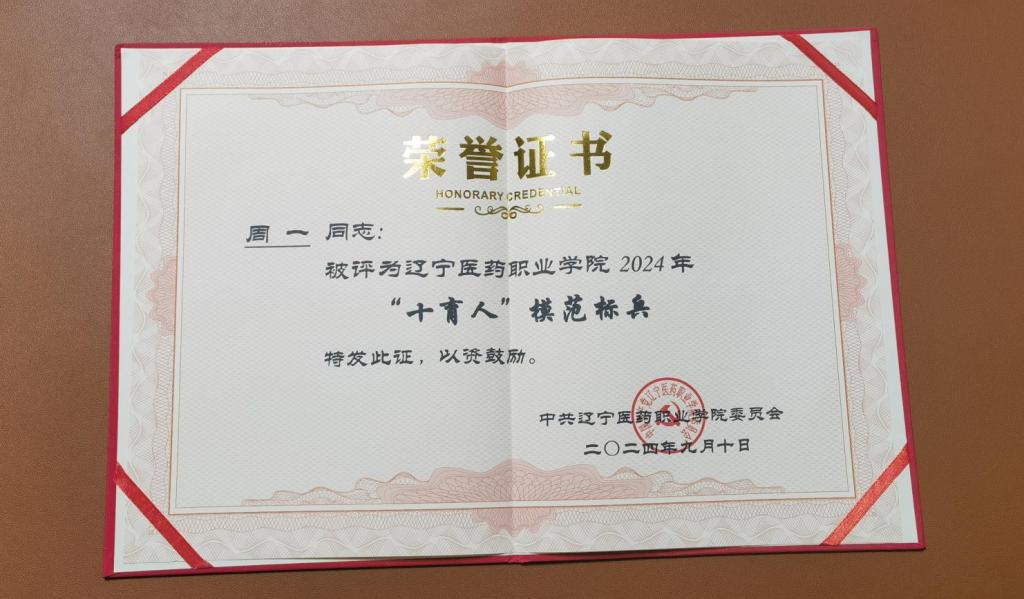 荣誉证书
HONORARY CREDENTIAL
周一 同志：
被评为辽宁医药职业学院 2024 年
“十育人”模范标兵
特发此证，以资鼓励。
中共辽宁医药职业学院委员会
二〇二四年九月十日